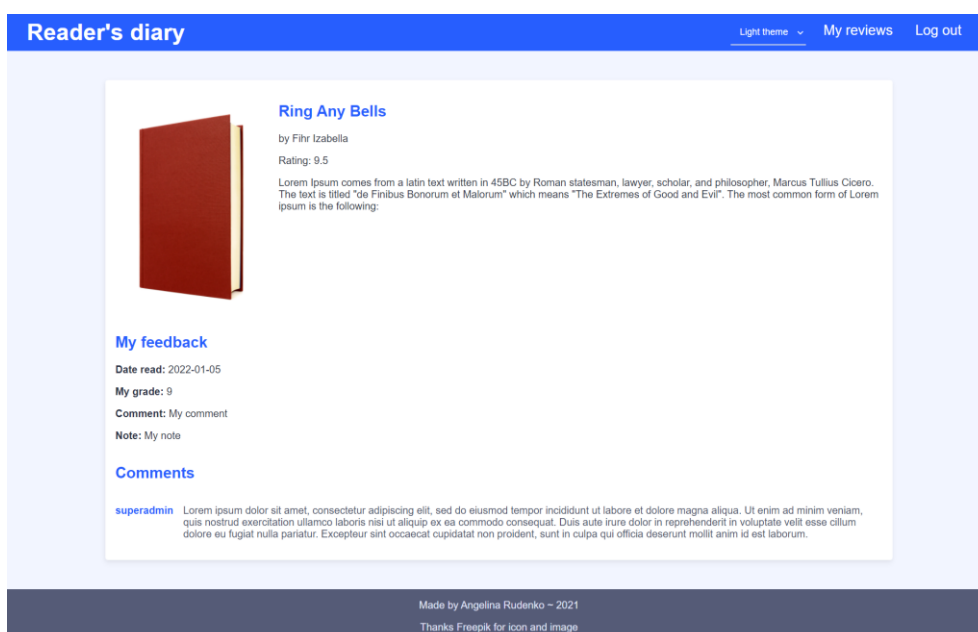 Reader's diary
Light theme
My reviews
Log out
Ring Any Bells
by Fihr Izabella
Rating: 9.5
Lorem Ipsum comes from a latin text written in 45BC by Roman statesman, lawyer, scholar, and philosopher, Marcus Tullius Cicero.
The text is titled "de Finibus Bonorum et Malorum" which means "The Extremes of Good and Evil". The most common form of Lorem
ipsum is the following:
My feedback
Date read: 2022-01-05
My grade: 9
Comment: My comment
Note: My note
Comments
superadmin
Lorem ipsum dolor sit amet, consectetur adipiscing elit, sed do eiusmod tempor incididunt ut labore et dolore magna aliqua. Ut enim ad minim veniam,
quis nostrud exercitation ullamco laboris nisi ut aliquip ex ea commodo consequat. Duis aute irure dolor in reprehenderit in voluptate velit esse cillum
dolore eu fugiat nulla pariatur. Excepteur sint occaecat cupidatat non proident, sunt in culpa qui officia deserunt mollit anim id est laborum.
Made by Angelina Rudenko ~ 2021
Thanks Freepik for icon and image